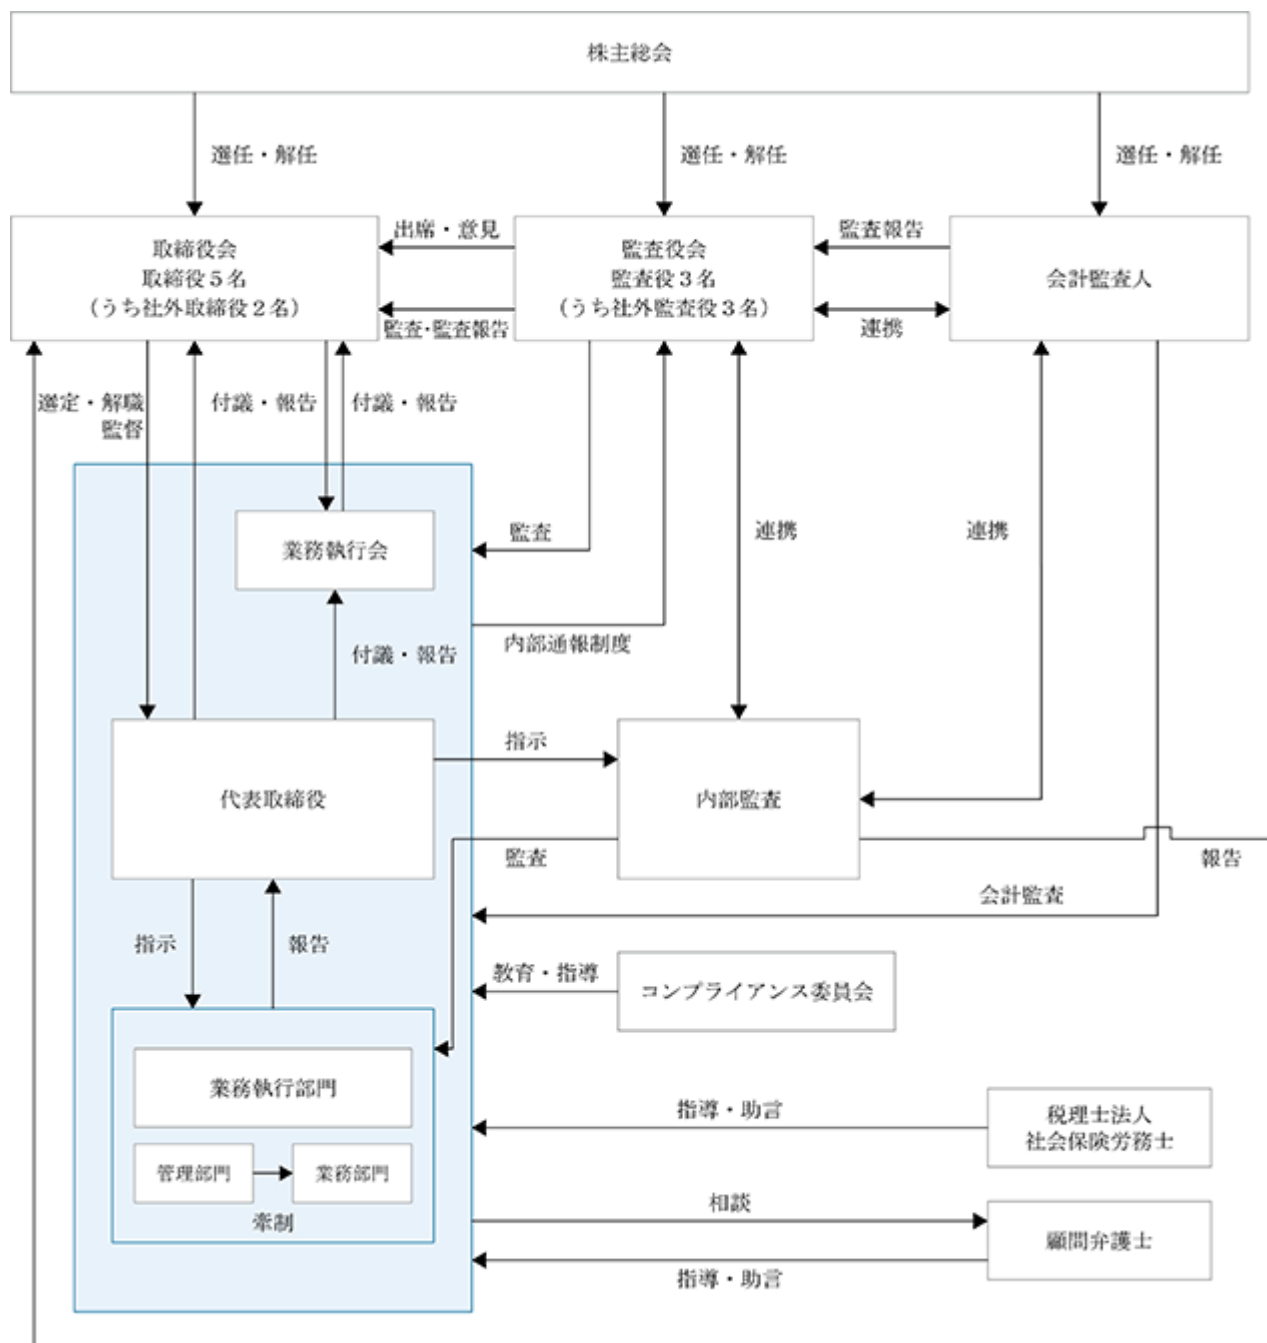 株主総会
選任・解任
選任・解任
選任・解任
取締役会
取締役５名
（うち社外取締役２名）
出席・意見
監査・監査報告
監査役会
監査役３名
（うち社外監査役３名）
監査報告
連携
会計監査人
選定・解職
監督
付議・報告
付議・報告
業務執行会
監査
連携
連携
内部通報制度
付議・報告
代表取締役
指示
内部監査
監査
報告
会計監査
指示
報告
教育・指導
コンプライアンス委員会
業務執行部門
管理部門
業務部門
牽制
指導・助言
税理士法人
社会保険労務士
相談
顧問弁護士
指導・助言